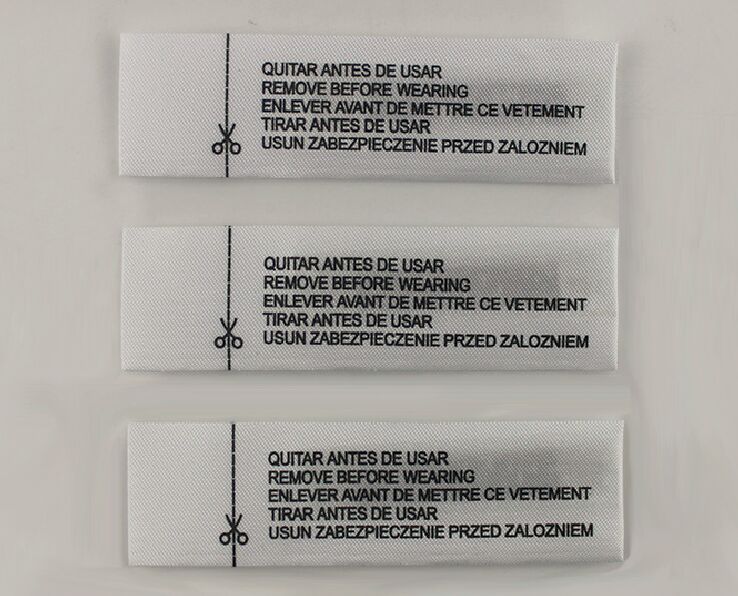 QUITAR ANTES DE USAR
REMOVE BEFORE WEARING
ENLEVER AVANT DE METTRE CE VETEMENT
TIRAR ANTES DE USAR
USUN ZABEZPIECZENIE PRZED ZALOZNIEM
QUITAR ANTES DE USAR
REMOVE BEFORE WEARING
ENLEVER AVANT DE METTRE CE VETEMENT
TIRAR ANTES DE USAR
USUN ZABEZPIECZENIE PRZED ZALOZNIEM
QUITAR ANTES DE USAR
REMOVE BEFORE WEARING
ENLEVER AVANT DE METTRE CE VETEMENT
TIRAR ANTES DE USAR
USUN ZABEZPIECZENIE PRZED ZALOZNIEM